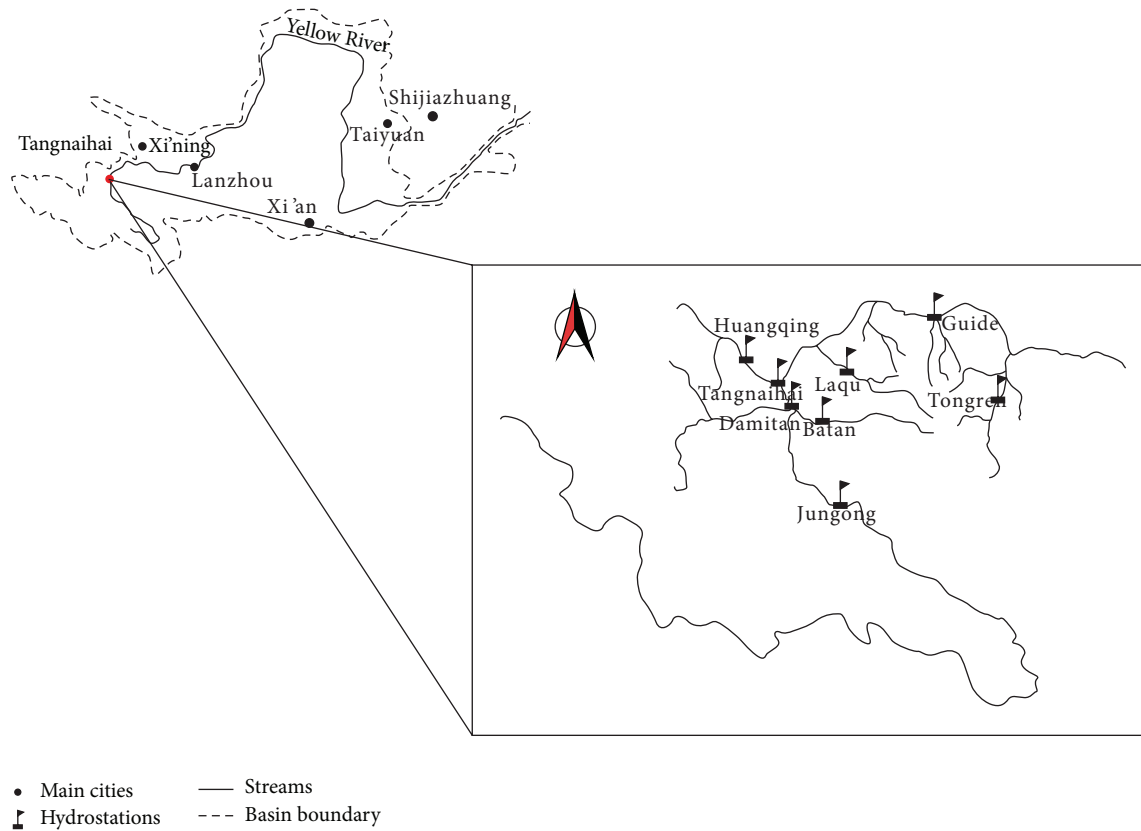 Yellow River
Shijiazhuang
Taiyuan
Tangnaihai
Xi'ning
Lanzhou
Xi'an
Huangqing
Guide
Tangnaihai
Laqu
Tongren
Damitan
Batan
Jungong
Main cities
Streams
Hydrostations
Basin boundary